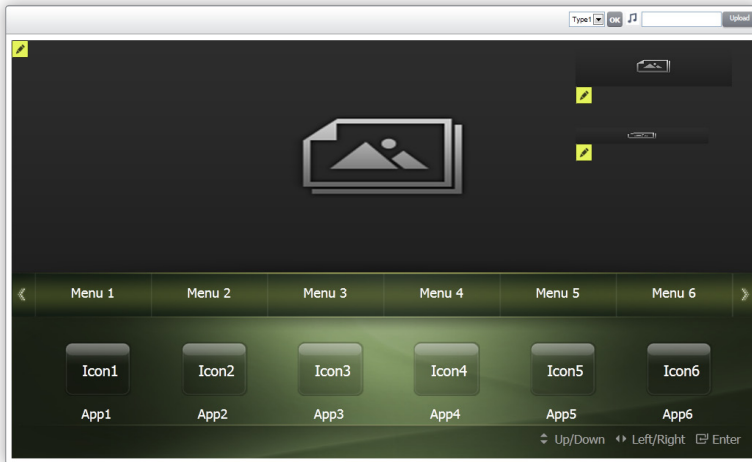 Type1 OK Upload
Menu 1 Menu 2 Menu 3 Menu 4 Menu 5 Menu 6
Icon1 Icon2 Icon3 Icon4 Icon5 Icon6
App1 App2 App3 App4 App5 App6
Up/Down Left/Right Enter